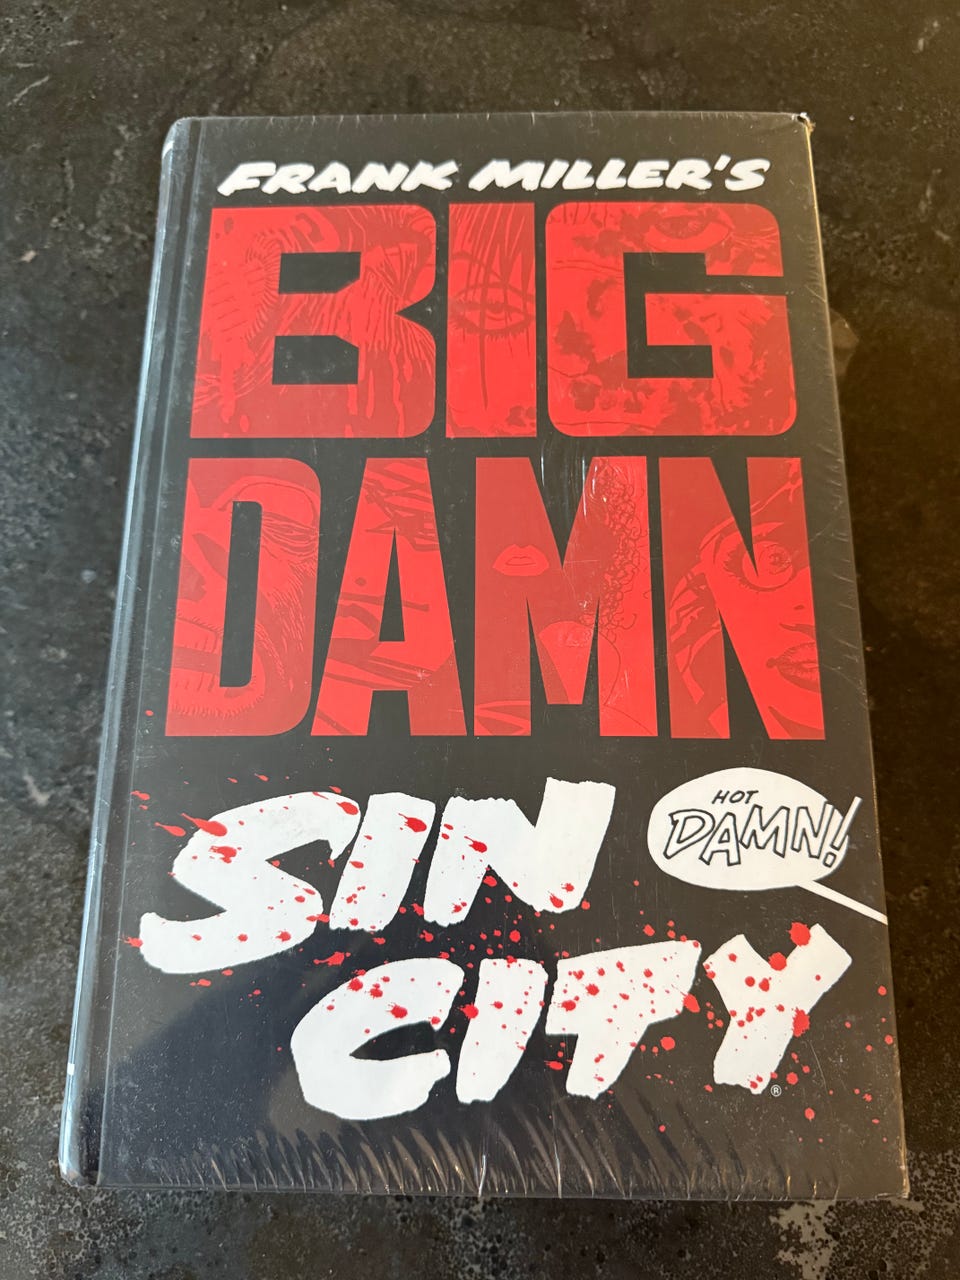 FRANK MILLER'S
BIG
DAMN
SIN
HOT
DAMN!
CITY
®